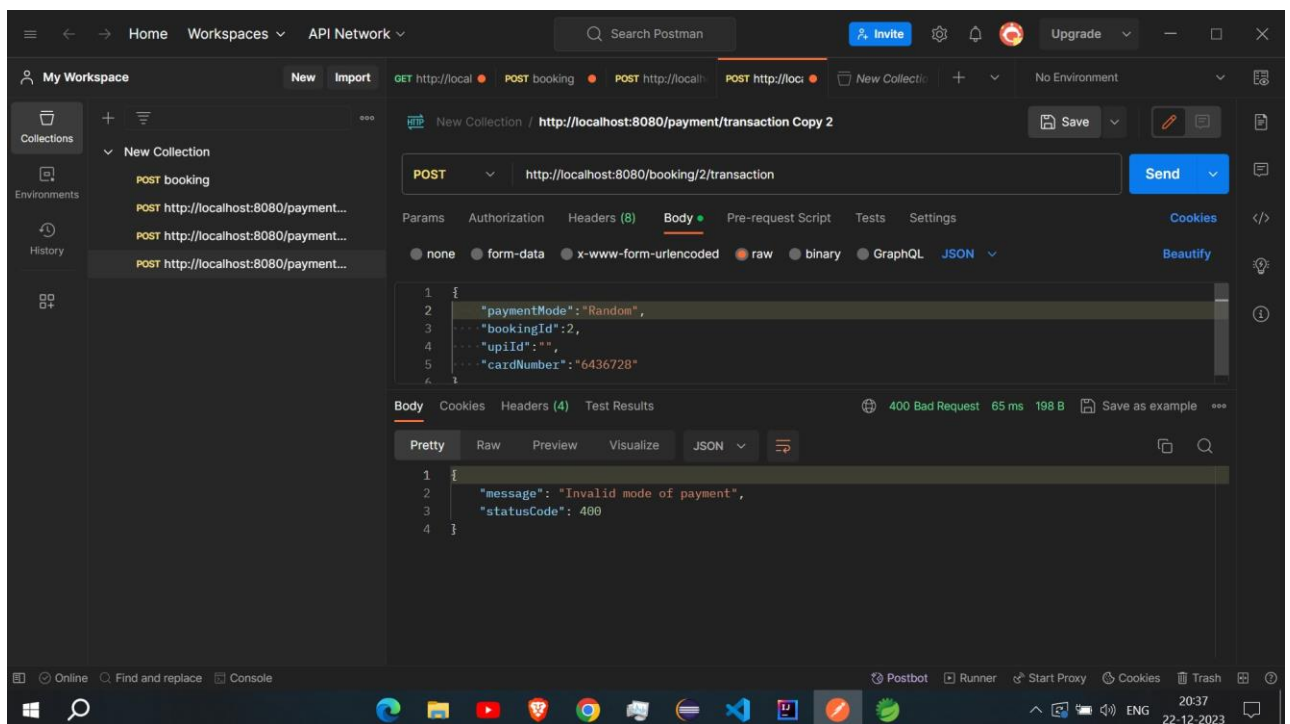 Home Workspaces API Network Search Postman Invite Upgrade
My Workspace New Import GET http://local POST booking POST http://localh POST http://loca New Collectio No Environment
Collections
New Collection / http://localhost:8080/payment/transaction Copy 2 Save
New Collection
POST booking
POST http://localhost:8080/booking/2/transaction Send
Environments
POST http://localhost:8080/payment...
Params Authorization Headers (8) Body Pre-request Script Tests Settings Cookies
POST http://localhost:8080/payment...
History
none form-data x-www-form-urlencoded raw binary GraphQL JSON Beautify
POST http://localhost:8080/payment...
1 {
2 "paymentMode":"Random",
3 "bookingId":2,
4 "upiId":"",
5 "cardNumber":"6436728"
6 }
Body Cookies Headers (4) Test Results 400 Bad Request 65 ms 198 B Save as example
Pretty Raw Preview Visualize JSON
1 {
2 "message": "Invalid mode of payment",
3 "statusCode": 400
4 }
Online Find and replace Console Postbot Runner Start Proxy Cookies Trash
ENG 20:37
22-12-2023